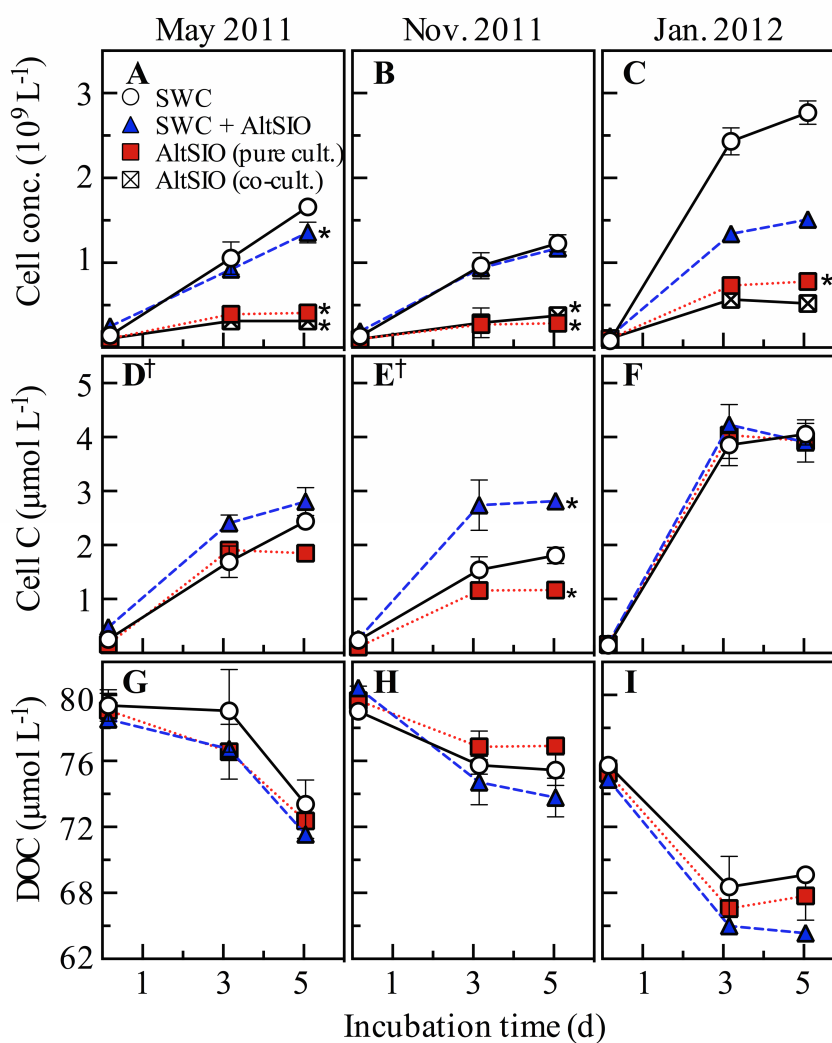 May 2011 Nov. 2011 Jan. 2012
Cell conc. (10⁹ L⁻¹)
3
2
1
A
SWC
SWC + AltSIO
AltSIO (pure cult.)
AltSIO (co-cult.)
*
*
*
B
*
*
C
*
Cell C (µmol L⁻¹)
5
4
3
2
1
D†
E†
*
*
F
DOC (µmol L⁻¹)
80
76
72
68
62
G
H
I
1 3 5 1 3 5 1 3 5
Incubation time (d)